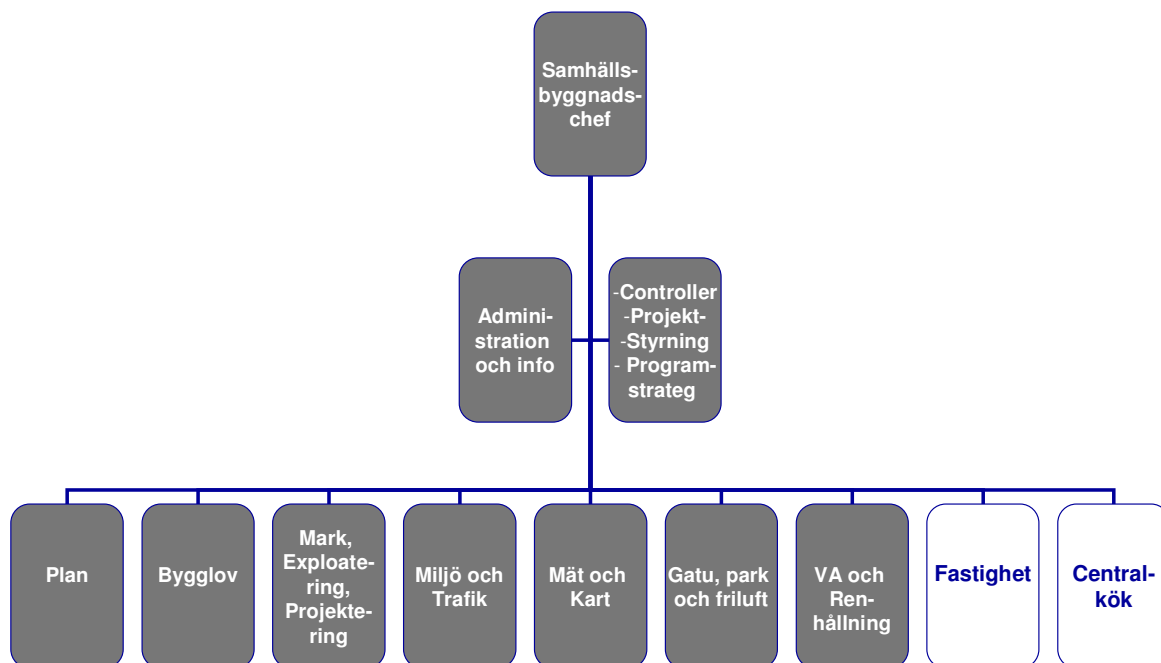 Samhälls-
byggnads-
chef
Admini-
stration
och info
-Controller
-Projekt-
-Styrning
- Program-
strateg
Plan
Bygglov
Mark,
Exploate-
ring,
Projekte-
ring
Miljö och
Trafik
Mät och
Kart
Gatu, park
och friluft
VA och
Ren-
hållning
Fastighet
Central-
kök